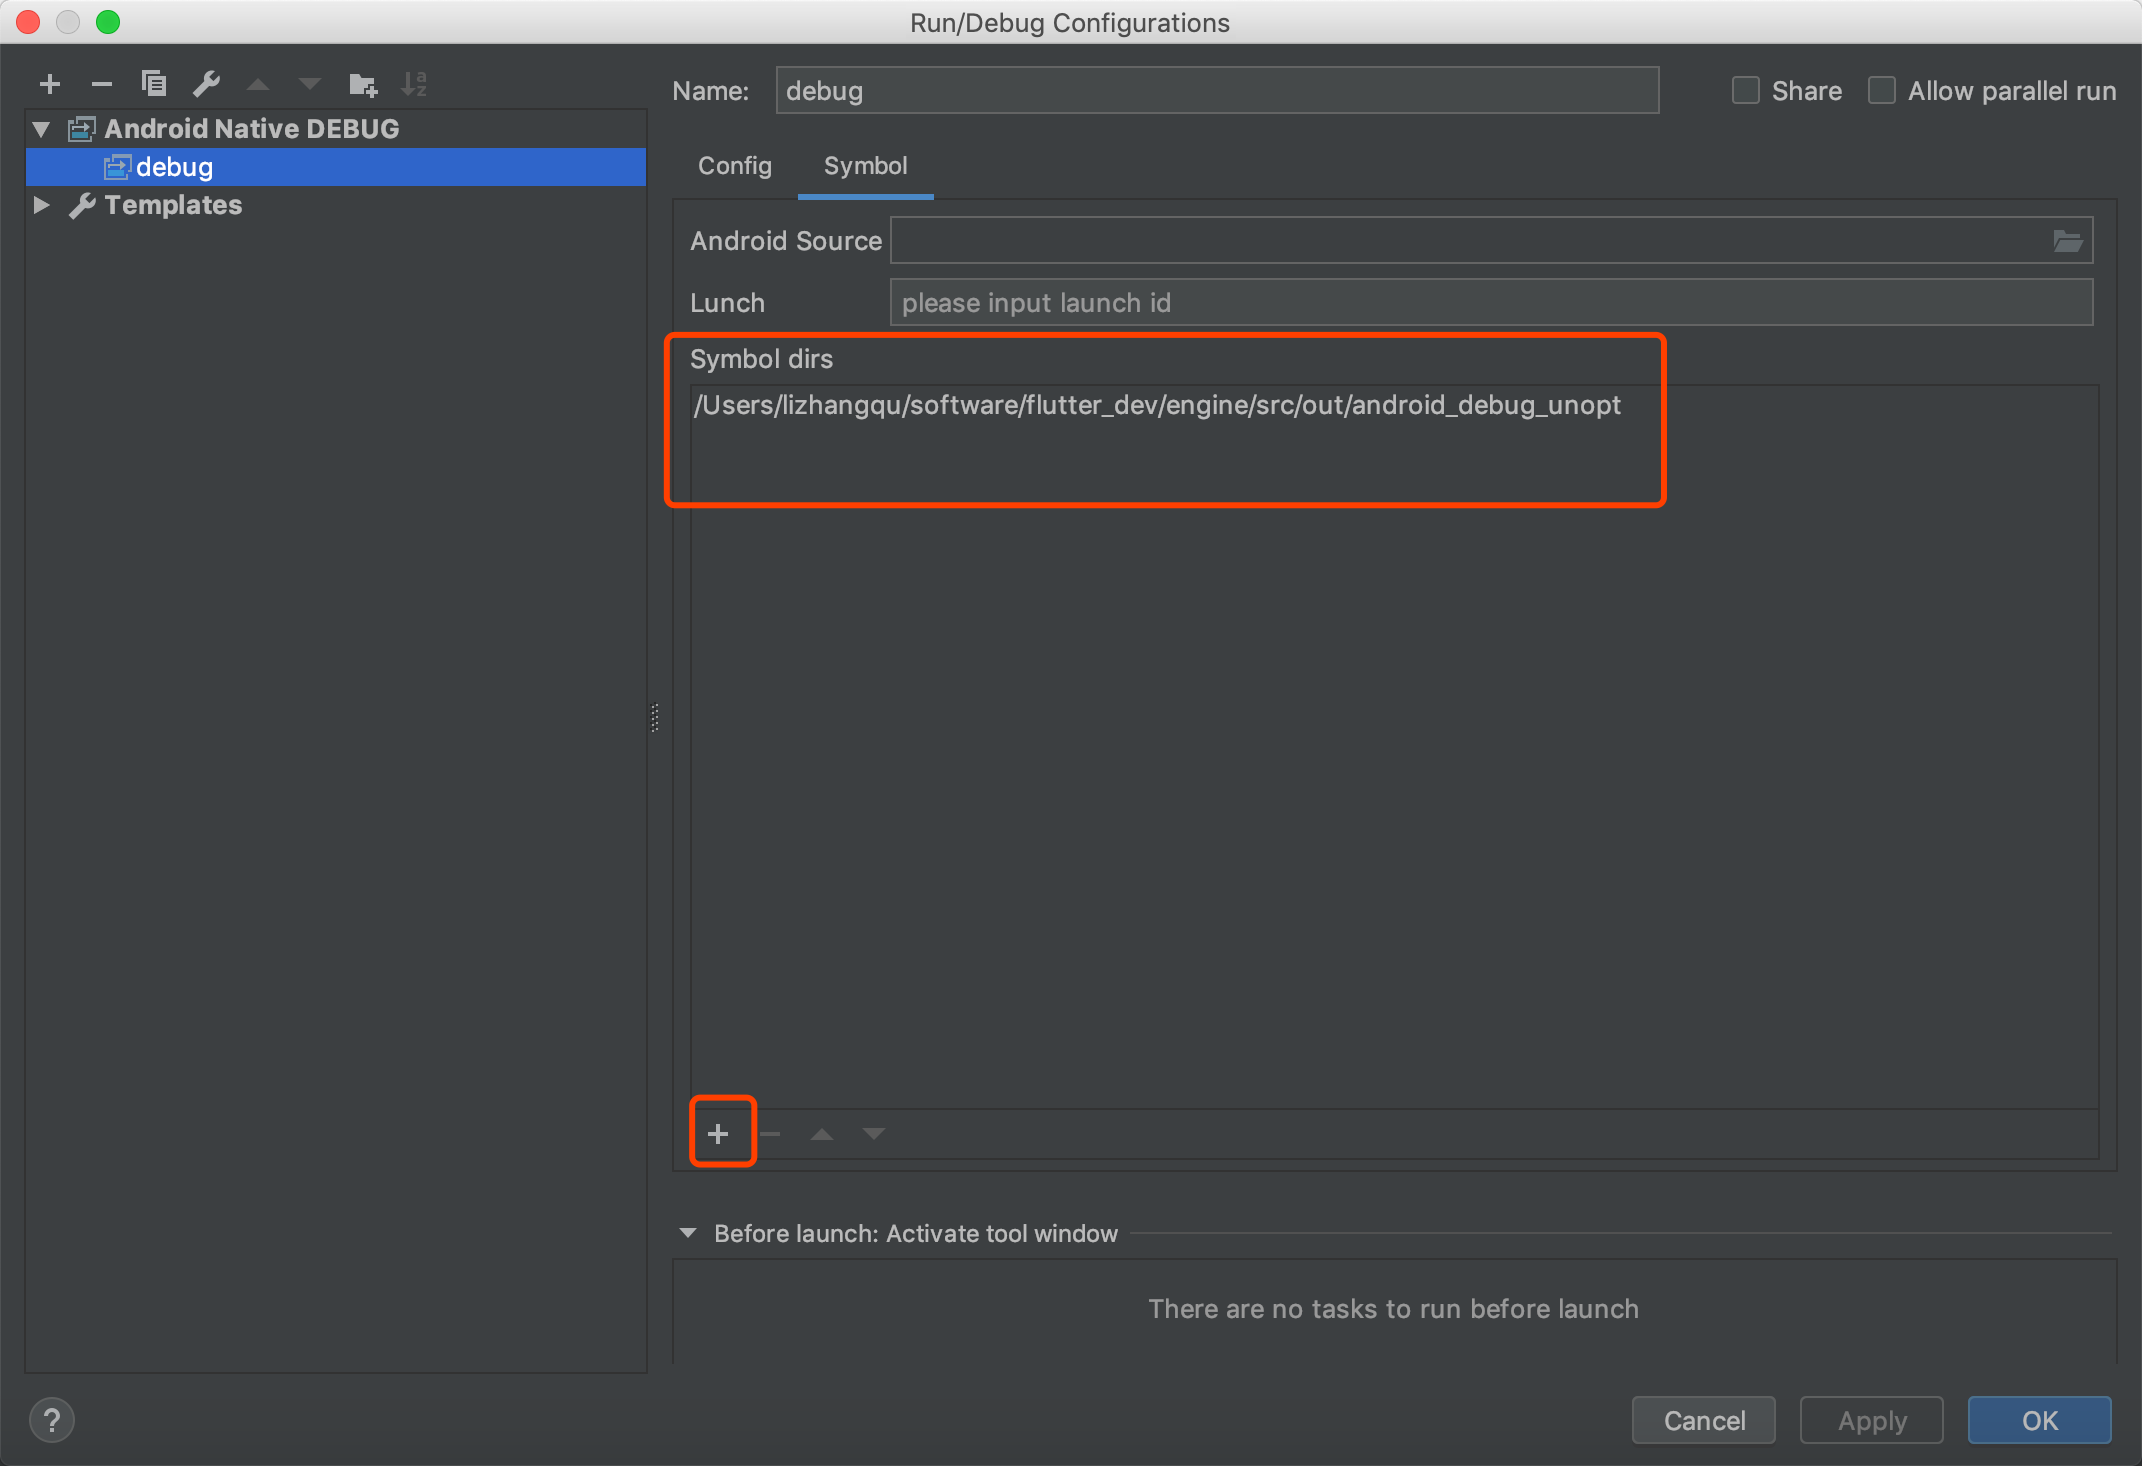 Run/Debug Configurations
Android Native DEBUG
debug
Templates
Name: debug
Share
Allow parallel run
Config Symbol
Android Source
Lunch please input launch id
Symbol dirs
/Users/lizhangqu/software/flutter_dev/engine/src/out/android_debug_unopt
Before launch: Activate tool window
There are no tasks to run before launch
?
Cancel Apply OK